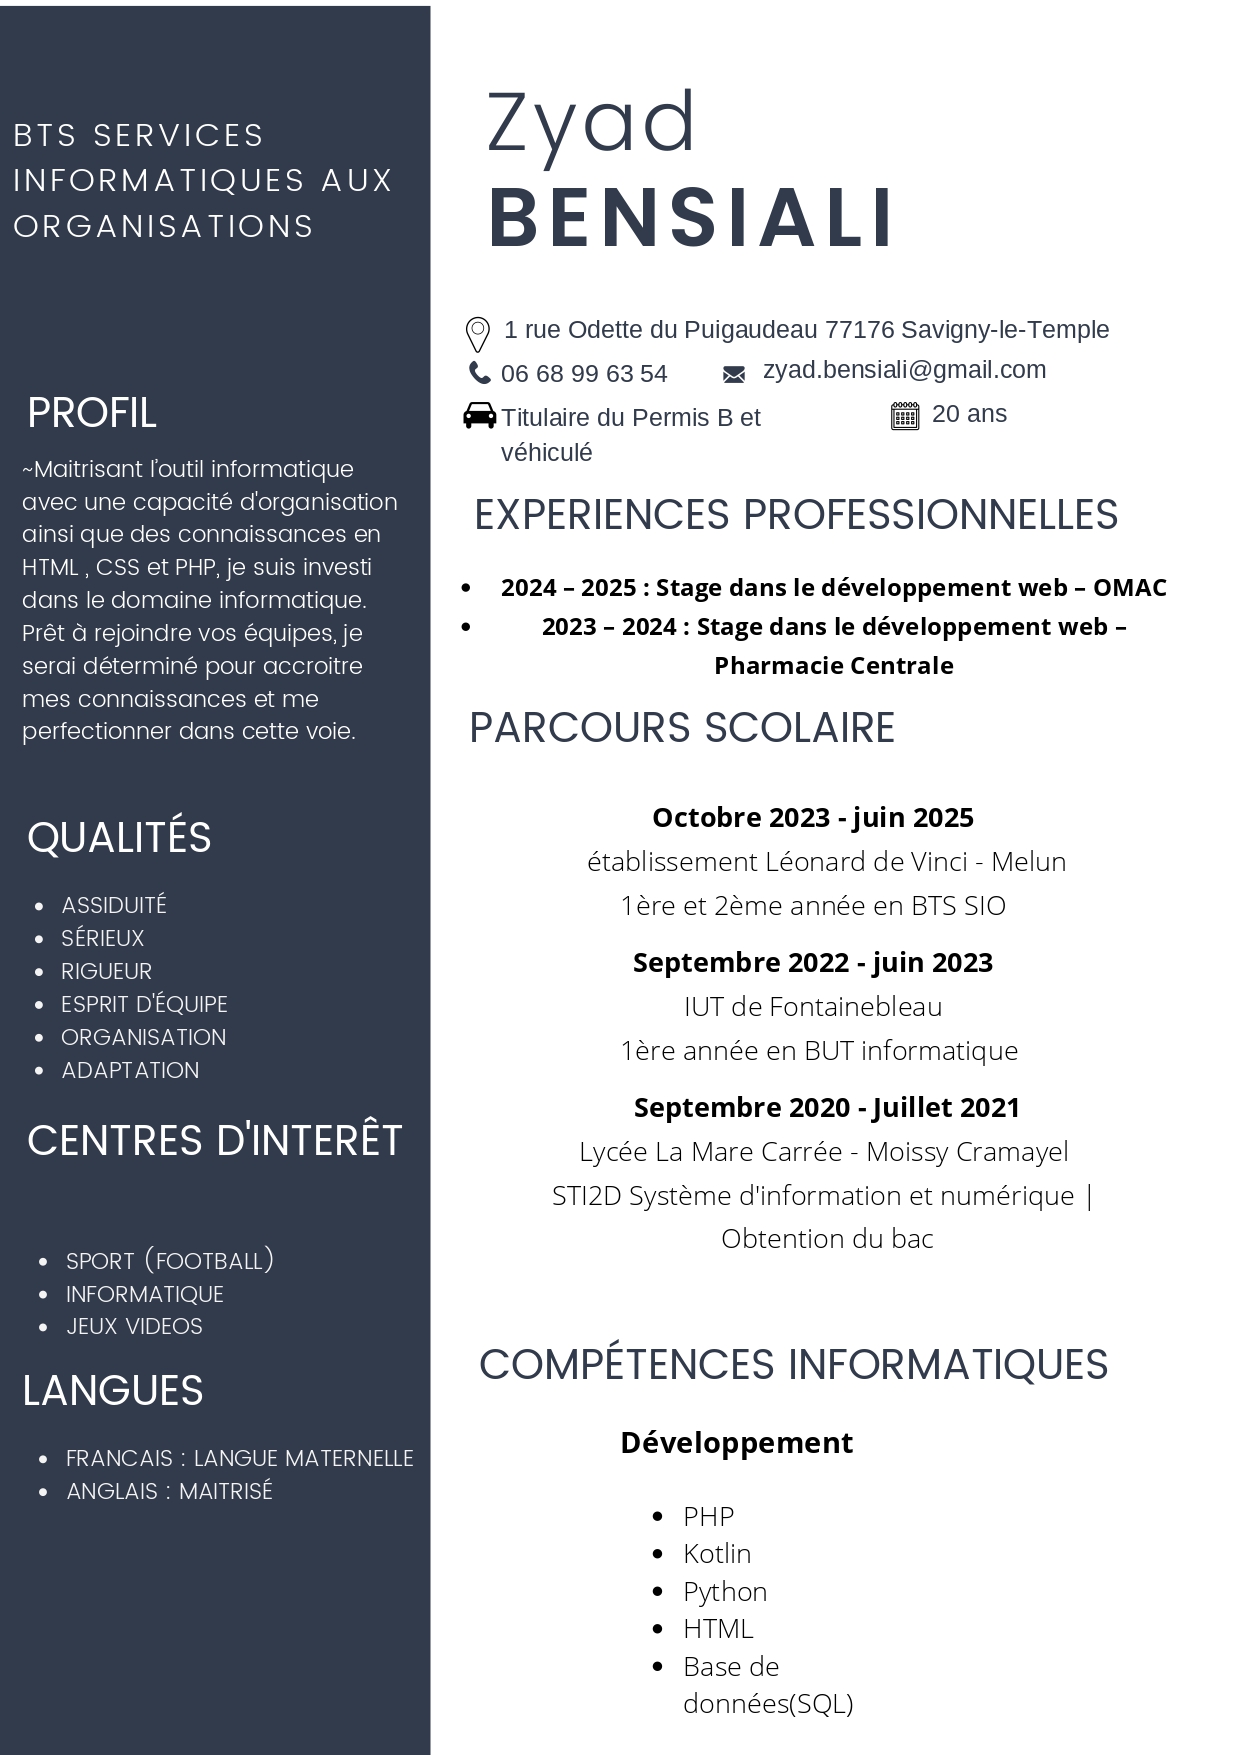 BTS SERVICES
INFORMATIQUES AUX
ORGANISATIONS
PROFIL
~Maitrisant l’outil informatique
avec une capacité d'organisation
ainsi que des connaissances en
HTML , CSS et PHP, je suis investi
dans le domaine informatique.
Prêt à rejoindre vos équipes, je
serai déterminé pour accroitre
mes connaissances et me
perfectionner dans cette voie.
QUALITÉS
• ASSIDUITÉ
• SÉRIEUX
• RIGUEUR
• ESPRIT D'ÉQUIPE
• ORGANISATION
• ADAPTATION
CENTRES D'INTERÊT
• SPORT (FOOTBALL)
• INFORMATIQUE
• JEUX VIDEOS
LANGUES
• FRANCAIS : LANGUE MATERNELLE
• ANGLAIS : MAITRISÉ
Zyad
BENSIALI
1 rue Odette du Puigaudeau 77176 Savigny-le-Temple
06 68 99 63 54 zyad.bensiali@gmail.com
Titulaire du Permis B et
véhiculé
20 ans
EXPERIENCES PROFESSIONNELLES
• 2024 – 2025 : Stage dans le développement web – OMAC
• 2023 – 2024 : Stage dans le développement web –
Pharmacie Centrale
PARCOURS SCOLAIRE
Octobre 2023 - juin 2025
établissement Léonard de Vinci - Melun
1ère et 2ème année en BTS SIO
Septembre 2022 - juin 2023
IUT de Fontainebleau
1ère année en BUT informatique
Septembre 2020 - Juillet 2021
Lycée La Mare Carrée - Moissy Cramayel
STI2D Système d'information et numérique |
Obtention du bac
COMPÉTENCES INFORMATIQUES
Développement
• PHP
• Kotlin
• Python
• HTML
• Base de
données(SQL)